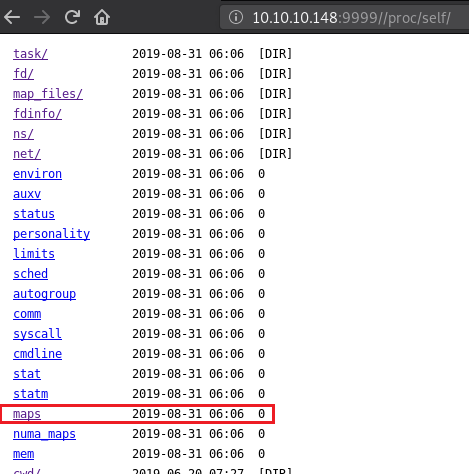 10.10.10.148:9999//proc/self/
task/ 2019-08-31 06:06 [DIR]
fd/ 2019-08-31 06:06 [DIR]
map_files/ 2019-08-31 06:06 [DIR]
fdinfo/ 2019-08-31 06:06 [DIR]
ns/ 2019-08-31 06:06 [DIR]
net/ 2019-08-31 06:06 [DIR]
environ 2019-08-31 06:06 0
auxv 2019-08-31 06:06 0
status 2019-08-31 06:06 0
personality 2019-08-31 06:06 0
limits 2019-08-31 06:06 0
sched 2019-08-31 06:06 0
autogroup 2019-08-31 06:06 0
comm 2019-08-31 06:06 0
syscall 2019-08-31 06:06 0
cmdline 2019-08-31 06:06 0
stat 2019-08-31 06:06 0
statm 2019-08-31 06:06 0
maps 2019-08-31 06:06 0
numa_maps 2019-08-31 06:06 0
mem 2019-08-31 06:06 0
cwd/ 2019-06-20 07:27 [DIR]